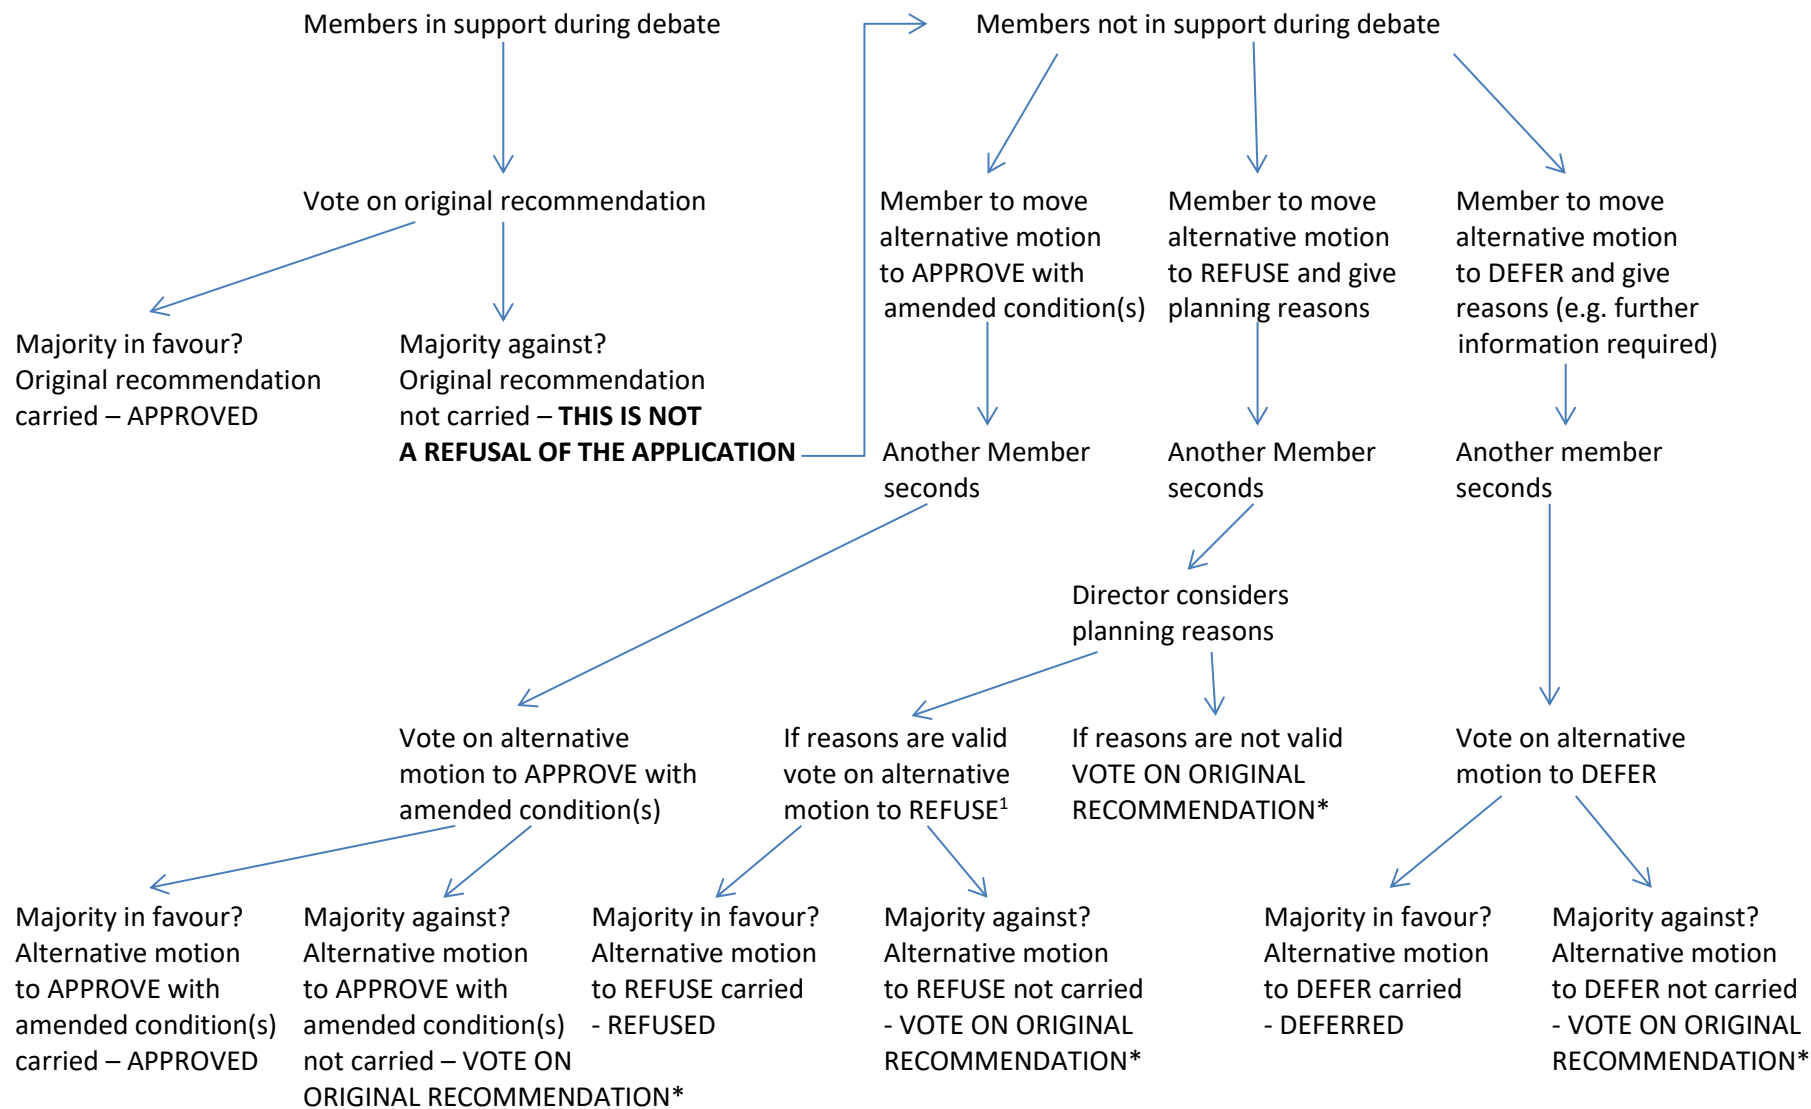 Members in support during debate
Members not in support during debate
Vote on original recommendation
Member to move
alternative motion
to APPROVE with
amended condition(s)
Member to move
alternative motion
to REFUSE and give
planning reasons
Member to move
alternative motion
to DEFER and give
reasons (e.g. further
information required)
Majority in favour?
Original recommendation
carried – APPROVED
Majority against?
Original recommendation
not carried – THIS IS NOT
A REFUSAL OF THE APPLICATION
Another Member
seconds
Another Member
seconds
Another member
seconds
Director considers
planning reasons
Vote on alternative
motion to APPROVE with
amended condition(s)
If reasons are valid
vote on alternative
motion to REFUSE¹
If reasons are not valid
VOTE ON ORIGINAL
RECOMMENDATION*
Vote on alternative
motion to DEFER
Majority in favour?
Alternative motion
to APPROVE with
amended condition(s)
carried – APPROVED
Majority against?
Alternative motion
to APPROVE with
amended condition(s)
not carried – VOTE ON
ORIGINAL RECOMMENDATION*
Majority in favour?
Alternative motion
to REFUSE carried
- REFUSED
Majority against?
Alternative motion
to REFUSE not carried
- VOTE ON ORIGINAL
RECOMMENDATION*
Majority in favour?
Alternative motion
to DEFER carried
- DEFERRED
Majority against?
Alternative motion
to DEFER not carried
- VOTE ON ORIGINAL
RECOMMENDATION*